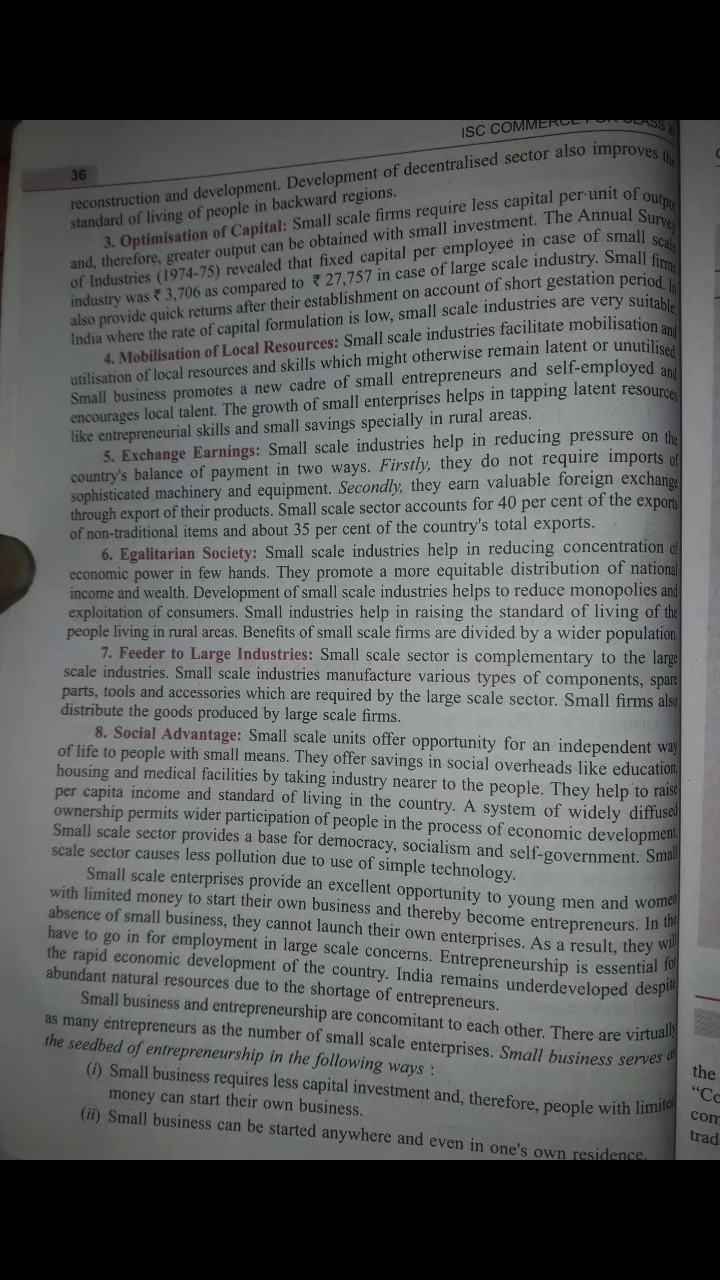 ISC COMMERCE FOR CLASS XI
36
reconstruction and development. Development of decentralised sector also improves the
standard of living of people in backward regions.
3. Optimisation of Capital: Small scale firms require less capital per unit of output
and, therefore, greater output can be obtained with small investment. The Annual Survey
of Industries (1974-75) revealed that fixed capital per employee in case of small scale
industry was ₹ 3,706 as compared to ₹ 27,757 in case of large scale industry. Small firms
also provide quick returns after their establishment on account of short gestation period. In
India where the rate of capital formulation is low, small scale industries are very suitable.
4. Mobilisation of Local Resources: Small scale industries facilitate mobilisation and
utilisation of local resources and skills which might otherwise remain latent or unutilised.
Small business promotes a new cadre of small entrepreneurs and self-employed and
encourages local talent. The growth of small enterprises helps in tapping latent resources
like entrepreneurial skills and small savings specially in rural areas.
5. Exchange Earnings: Small scale industries help in reducing pressure on the
country's balance of payment in two ways. Firstly, they do not require imports of
sophisticated machinery and equipment. Secondly, they earn valuable foreign exchange
through export of their products. Small scale sector accounts for 40 per cent of the exports
of non-traditional items and about 35 per cent of the country's total exports.
6. Egalitarian Society: Small scale industries help in reducing concentration of
economic power in few hands. They promote a more equitable distribution of national
income and wealth. Development of small scale industries helps to reduce monopolies and
exploitation of consumers. Small industries help in raising the standard of living of the
people living in rural areas. Benefits of small scale firms are divided by a wider population.
7. Feeder to Large Industries: Small scale sector is complementary to the large
scale industries. Small scale industries manufacture various types of components, spare
parts, tools and accessories which are required by the large scale sector. Small firms also
distribute the goods produced by large scale firms.
8. Social Advantage: Small scale units offer opportunity for an independent way
of life to people with small means. They offer savings in social overheads like education,
housing and medical facilities by taking industry nearer to the people. They help to raise
per capita income and standard of living in the country. A system of widely diffused
ownership permits wider participation of people in the process of economic development.
Small scale sector provides a base for democracy, socialism and self-government. Small
scale sector causes less pollution due to use of simple technology.
Small scale enterprises provide an excellent opportunity to young men and women
with limited money to start their own business and thereby become entrepreneurs. In the
absence of small business, they cannot launch their own enterprises. As a result, they will
have to go in for employment in large scale concerns. Entrepreneurship is essential for
the rapid economic development of the country. India remains underdeveloped despite
abundant natural resources due to the shortage of entrepreneurs.
Small business and entrepreneurship are concomitant to each other. There are virtually
as many entrepreneurs as the number of small scale enterprises. Small business serves as
the seedbed of entrepreneurship in the following ways :
(i) Small business requires less capital investment and, therefore, people with limited
money can start their own business.
(ii) Small business can be started anywhere and even in one's own residence.
the
"Co
com
trad